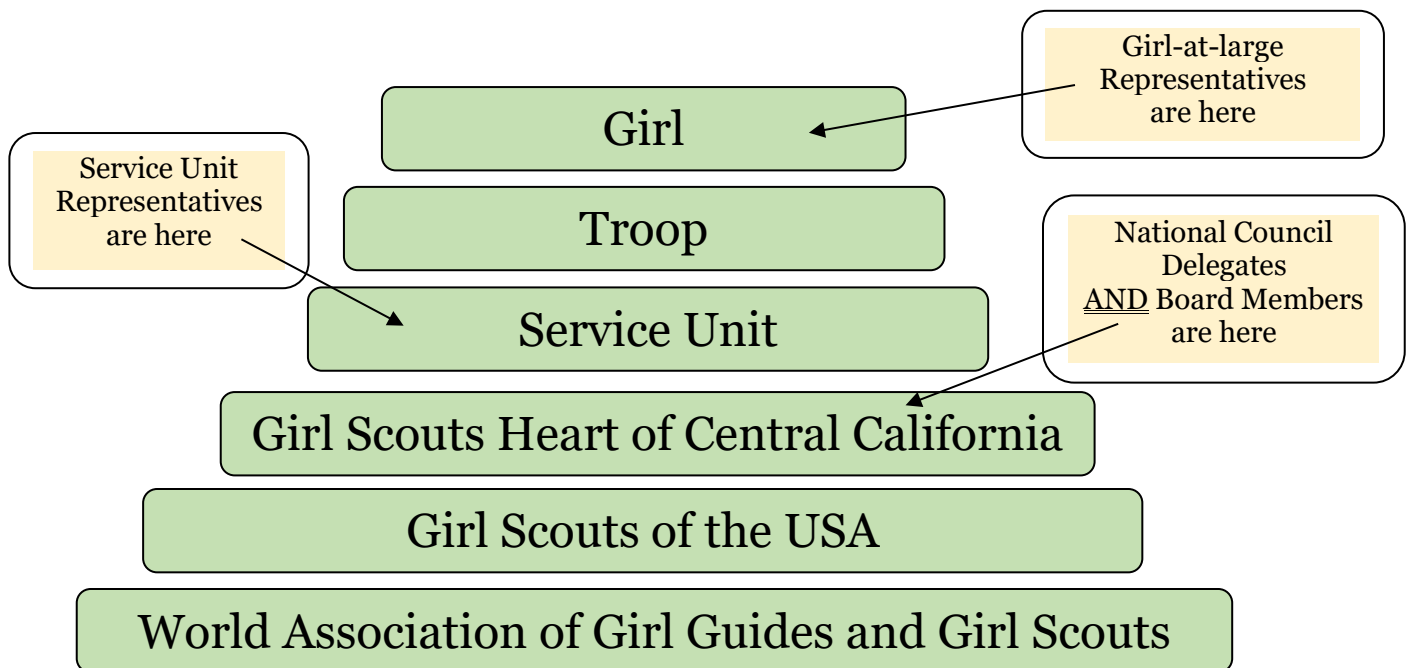 Girl-at-large
Representatives
are here
Girl
Service Unit
Representatives
are here
Troop
National Council
Delegates
AND Board Members
are here
Service Unit
Girl Scouts Heart of Central California
Girl Scouts of the USA
World Association of Girl Guides and Girl Scouts